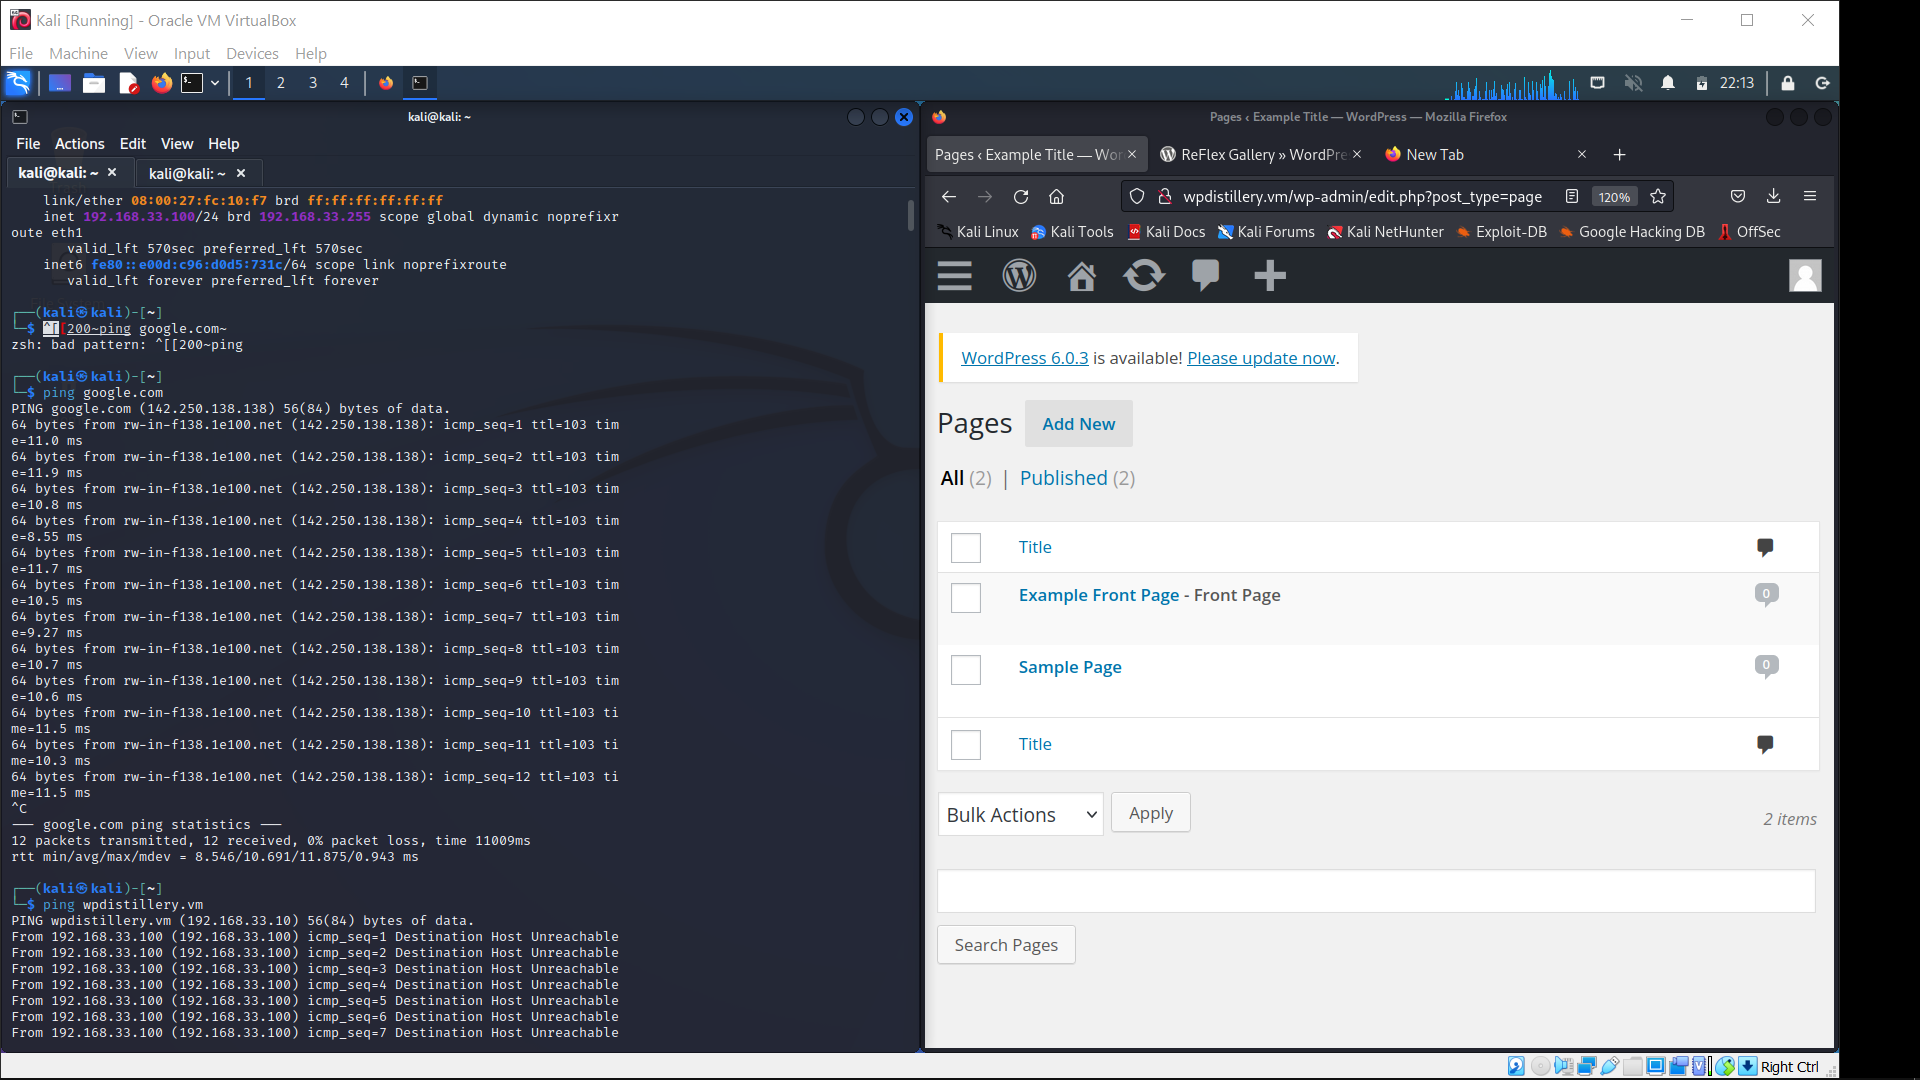 Kali [Running] - Oracle VM VirtualBox
File Machine View Input Devices Help
1 2 3 4
22:13
kali@kali: ~
File Actions Edit View Help
kali@kali: ~ × kali@kali: ~ ×
link/ether 08:00:27:fc:10:f7 brd ff:ff:ff:ff:ff:ff
inet 192.168.33.100/24 brd 192.168.33.255 scope global dynamic noprefixr
oute eth1
valid_lft 570sec preferred_lft 570sec
inet6 fe80::e00d:c96:d0d5:731c/64 scope link noprefixroute
valid_lft forever preferred_lft forever
┌──(kali㉿kali)-[~]
└─$ ^[[200~ping google.com~
zsh: bad pattern: ^[[200~ping
┌──(kali㉿kali)-[~]
└─$ ping google.com
PING google.com (142.250.138.138) 56(84) bytes of data.
64 bytes from rw-in-f138.1e100.net (142.250.138.138): icmp_seq=1 ttl=103 tim
e=11.0 ms
64 bytes from rw-in-f138.1e100.net (142.250.138.138): icmp_seq=2 ttl=103 tim
e=11.9 ms
64 bytes from rw-in-f138.1e100.net (142.250.138.138): icmp_seq=3 ttl=103 tim
e=10.8 ms
64 bytes from rw-in-f138.1e100.net (142.250.138.138): icmp_seq=4 ttl=103 tim
e=8.55 ms
64 bytes from rw-in-f138.1e100.net (142.250.138.138): icmp_seq=5 ttl=103 tim
e=11.7 ms
64 bytes from rw-in-f138.1e100.net (142.250.138.138): icmp_seq=6 ttl=103 tim
e=10.5 ms
64 bytes from rw-in-f138.1e100.net (142.250.138.138): icmp_seq=7 ttl=103 tim
e=9.27 ms
64 bytes from rw-in-f138.1e100.net (142.250.138.138): icmp_seq=8 ttl=103 tim
e=10.7 ms
64 bytes from rw-in-f138.1e100.net (142.250.138.138): icmp_seq=9 ttl=103 tim
e=10.6 ms
64 bytes from rw-in-f138.1e100.net (142.250.138.138): icmp_seq=10 ttl=103 ti
me=11.5 ms
64 bytes from rw-in-f138.1e100.net (142.250.138.138): icmp_seq=11 ttl=103 ti
me=10.3 ms
64 bytes from rw-in-f138.1e100.net (142.250.138.138): icmp_seq=12 ttl=103 ti
me=11.5 ms
^C
--- google.com ping statistics ---
12 packets transmitted, 12 received, 0% packet loss, time 11009ms
rtt min/avg/max/mdev = 8.546/10.691/11.875/0.943 ms
┌──(kali㉿kali)-[~]
└─$ ping wpdistillery.vm
PING wpdistillery.vm (192.168.33.10) 56(84) bytes of data.
From 192.168.33.100 (192.168.33.100) icmp_seq=1 Destination Host Unreachable
From 192.168.33.100 (192.168.33.100) icmp_seq=2 Destination Host Unreachable
From 192.168.33.100 (192.168.33.100) icmp_seq=3 Destination Host Unreachable
From 192.168.33.100 (192.168.33.100) icmp_seq=4 Destination Host Unreachable
From 192.168.33.100 (192.168.33.100) icmp_seq=5 Destination Host Unreachable
From 192.168.33.100 (192.168.33.100) icmp_seq=6 Destination Host Unreachable
From 192.168.33.100 (192.168.33.100) icmp_seq=7 Destination Host Unreachable
Pages ‹ Example Title — WordPress — Mozilla Firefox
Pages ‹ Example Title — Wor × ReFlex Gallery » WordPre × New Tab × +
wpdistillery.vm/wp-admin/edit.php?post_type=page 120%
Kali Linux Kali Tools Kali Docs Kali Forums Kali NetHunter Exploit-DB Google Hacking DB OffSec
WordPress 6.0.3 is available! Please update now.
Pages Add New
All (2) | Published (2)
Title
Example Front Page - Front Page 0
Sample Page 0
Title
Bulk Actions Apply 2 items
Search Pages
Right Ctrl